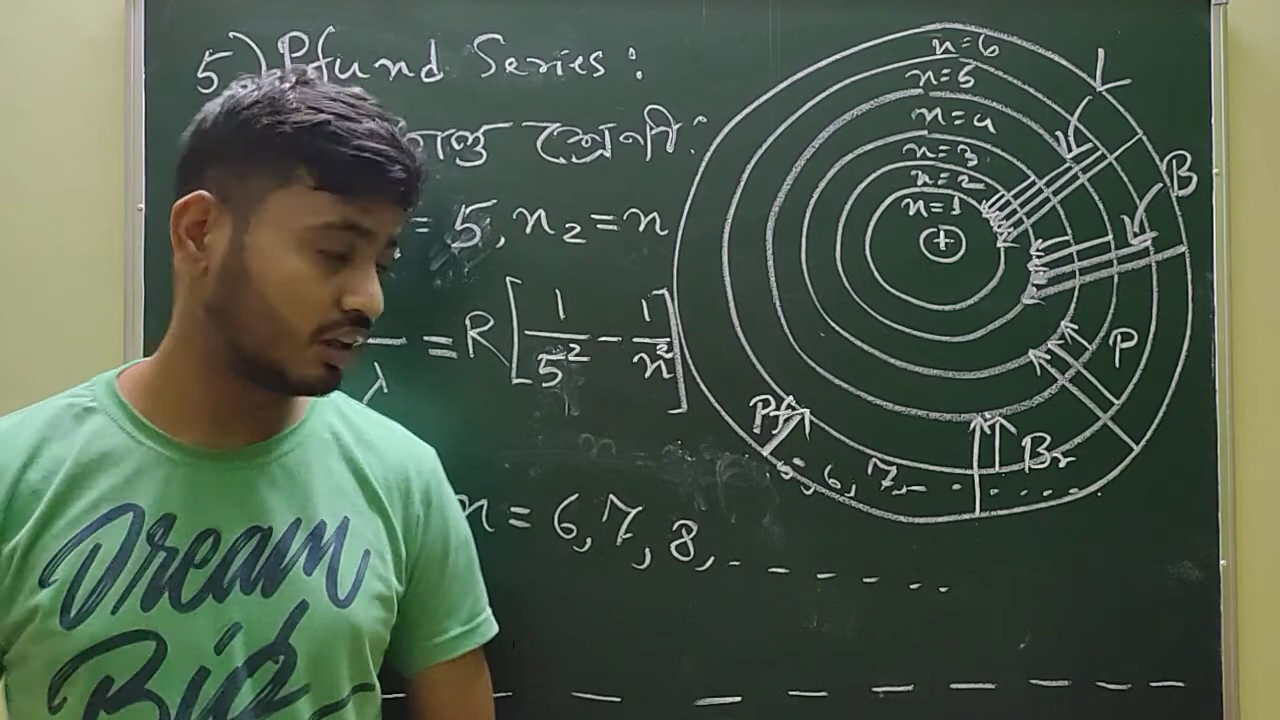 5) Pfund Series :
শ্রেণী :
= 5, n₂ = n
= R [ 1/5² - 1/n² ]
λ
n = 6, 7, 8, - - - - - -
n=6
n=5
n=4
n=3
n=2
n=1
+
L
B
P
Br
Pf
6, 7, - - - - -
Dream
Big